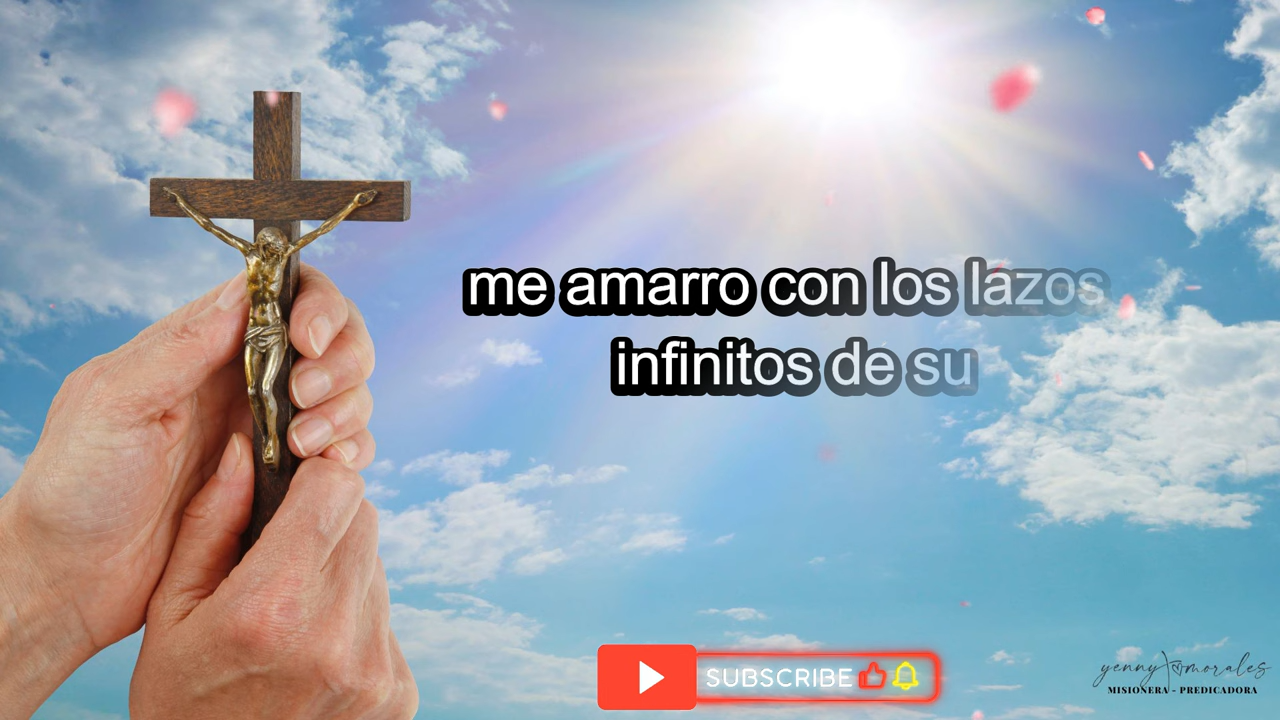 me amarro con los lazos
infinitos de su
SUBSCRIBE
yenny morales
MISIONERA - PREDICADORA